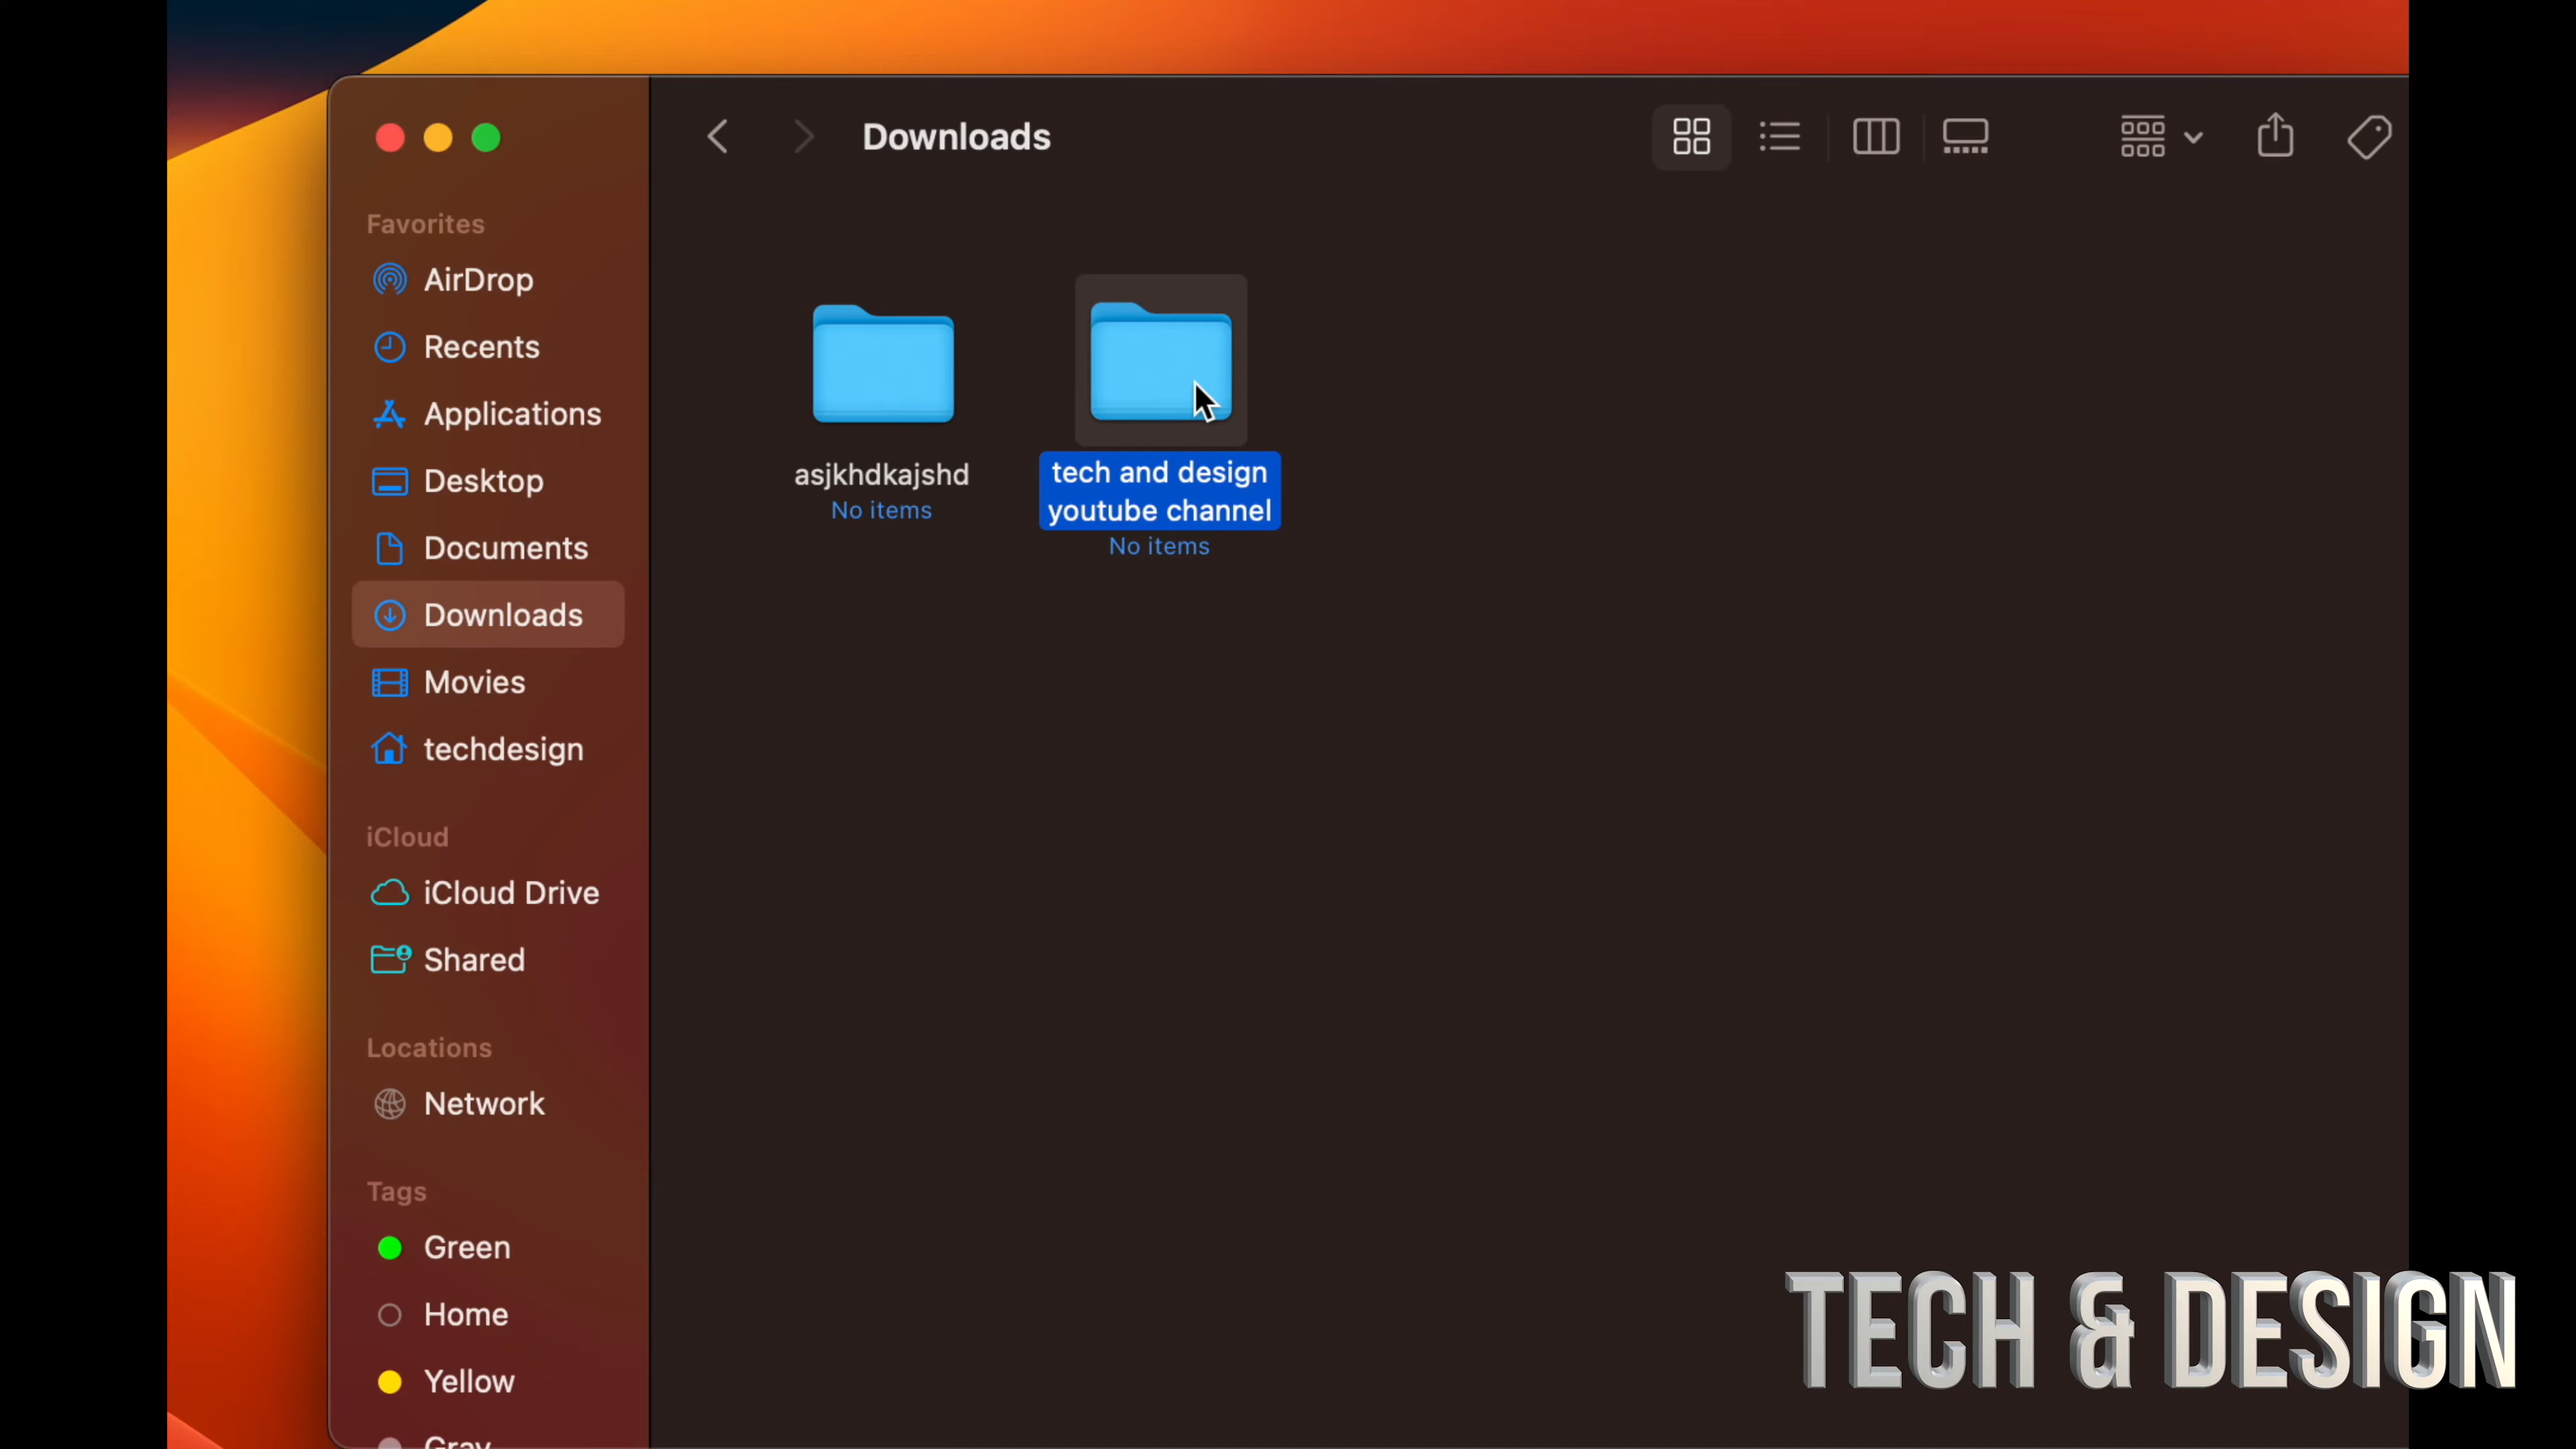 Downloads
Favorites
AirDrop
Recents
Applications
Desktop
Documents
Downloads
Movies
techdesign
iCloud
iCloud Drive
Shared
Locations
Network
Tags
Green
Home
Yellow
Gray
asjkhdkajshd
No items
tech and design
youtube channel
No items
TECH & DESIGN